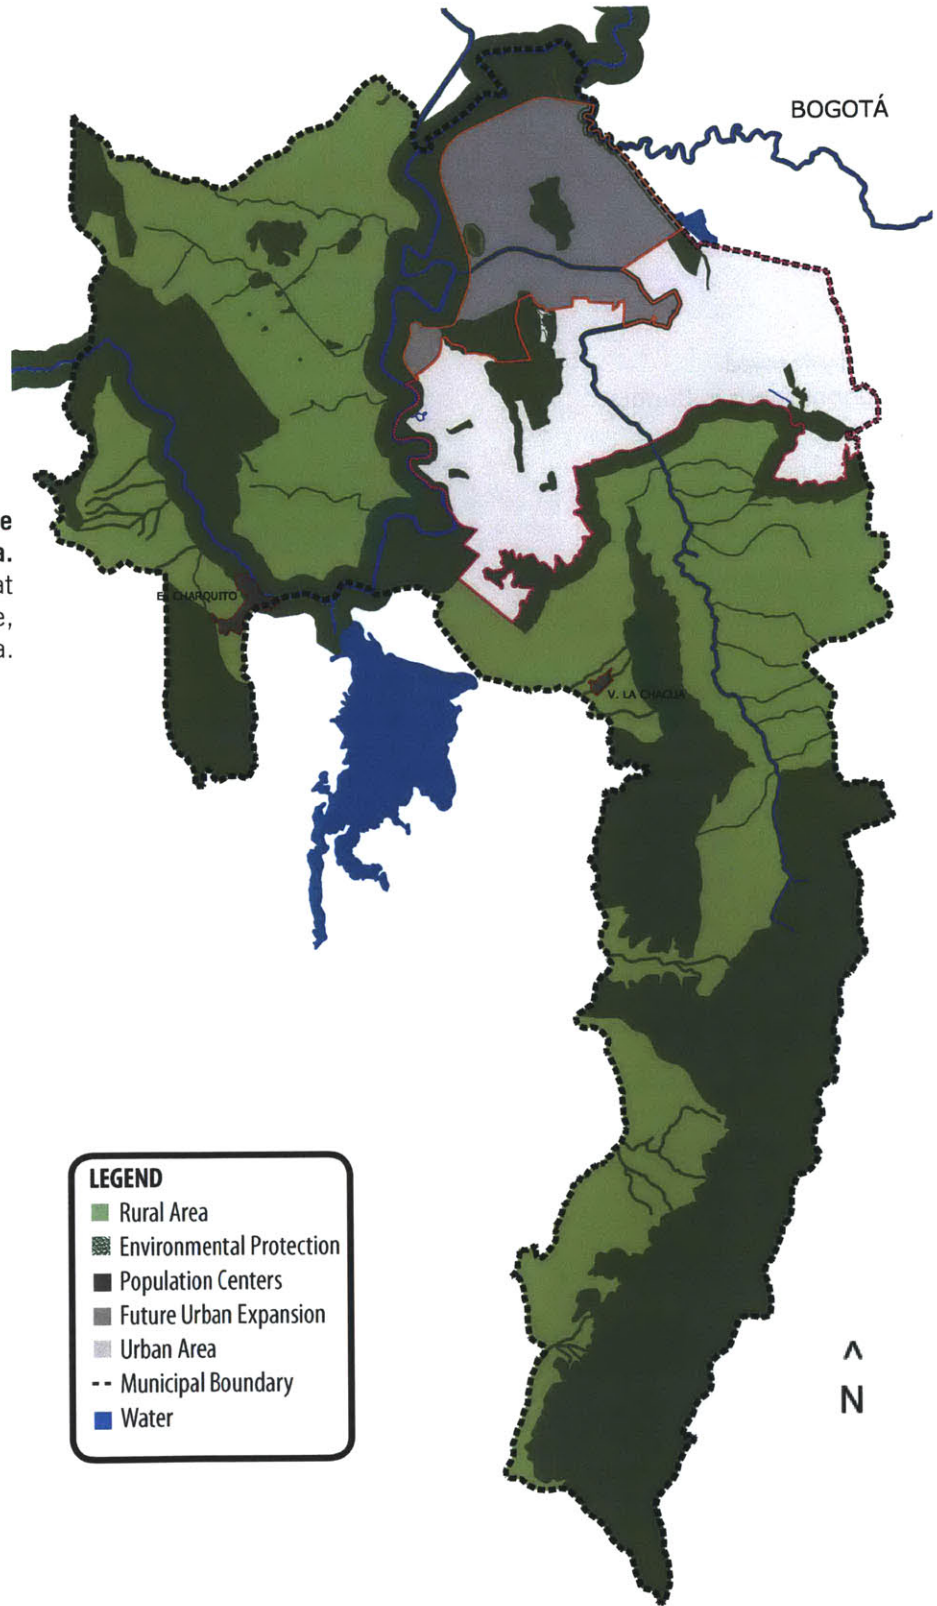 BOGOTÁ
e
a.
at
e,
a.
EL CHARQUITO
V. LA CHACUA
LEGEND
Rural Area
Environmental Protection
Population Centers
Future Urban Expansion
Urban Area
Municipal Boundary
Water
^
N